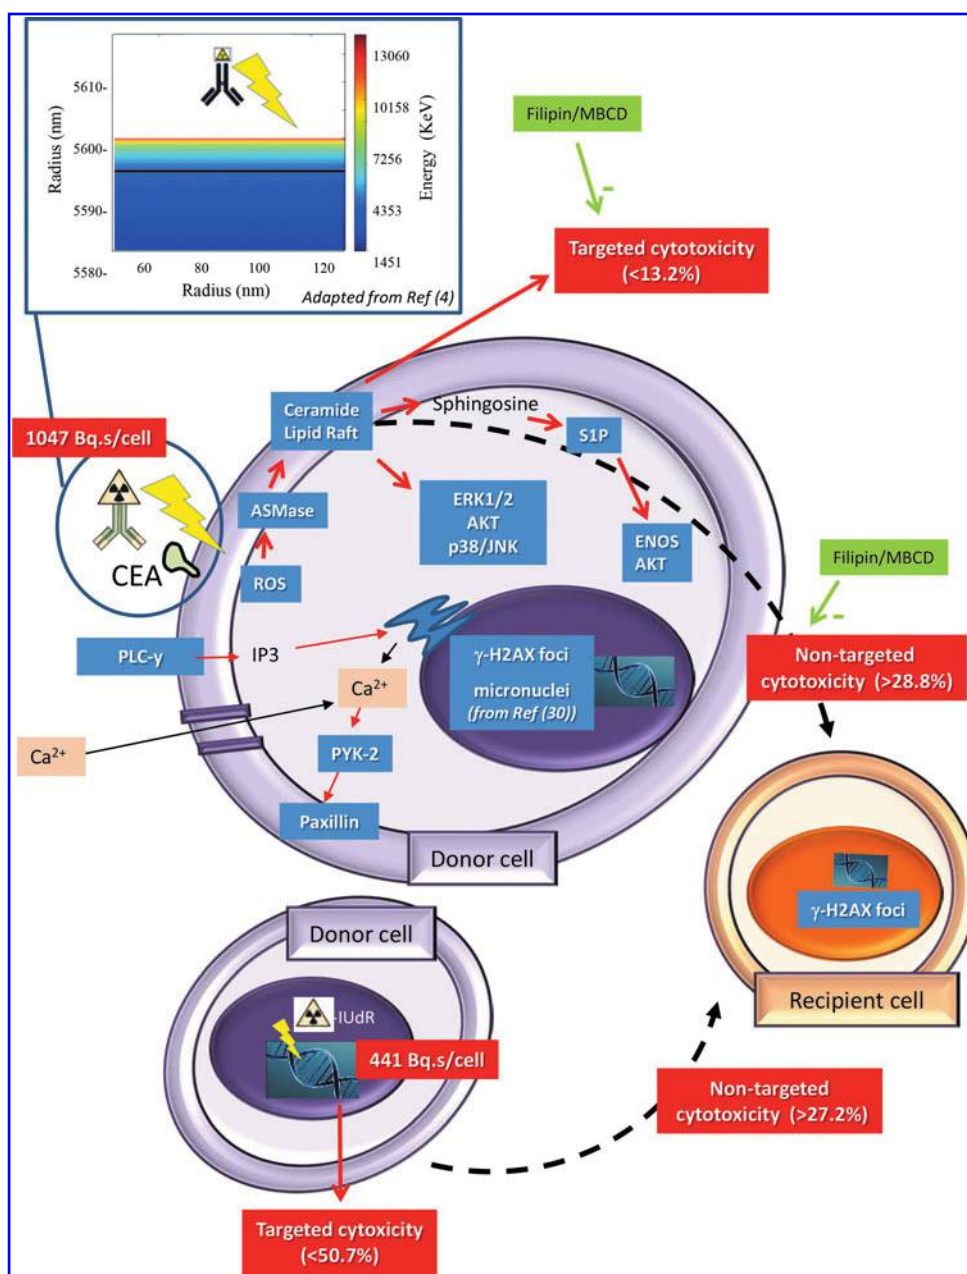 5610-
5600-
5590-
5580-
Radius (nm)
60
80
100
120
Radius (nm)
13060
10158
7256
4353
1451
Energy (KeV)
Adapted from Ref (4)
Filipin/MBCD
-
Targeted cytotoxicity
(<13.2%)
1047 Bq.s/cell
CEA
Ceramide
Lipid Raft
Sphingosine
S1P
ASMase
ROS
ERK1/2
AKT
p38/JNK
ENOS
AKT
Filipin/MBCD
-
PLC-γ
IP3
Ca²⁺
Ca²⁺
PYK-2
Paxillin
γ-H2AX foci
micronuclei
(from Ref (30))
Non-targeted
cytotoxicity (>28.8%)
Donor cell
γ-H2AX foci
Recipient cell
Donor cell
-IUdR
441 Bq.s/cell
Non-targeted
cytotoxicity (>27.2%)
Targeted cytoxicity
(<50.7%)